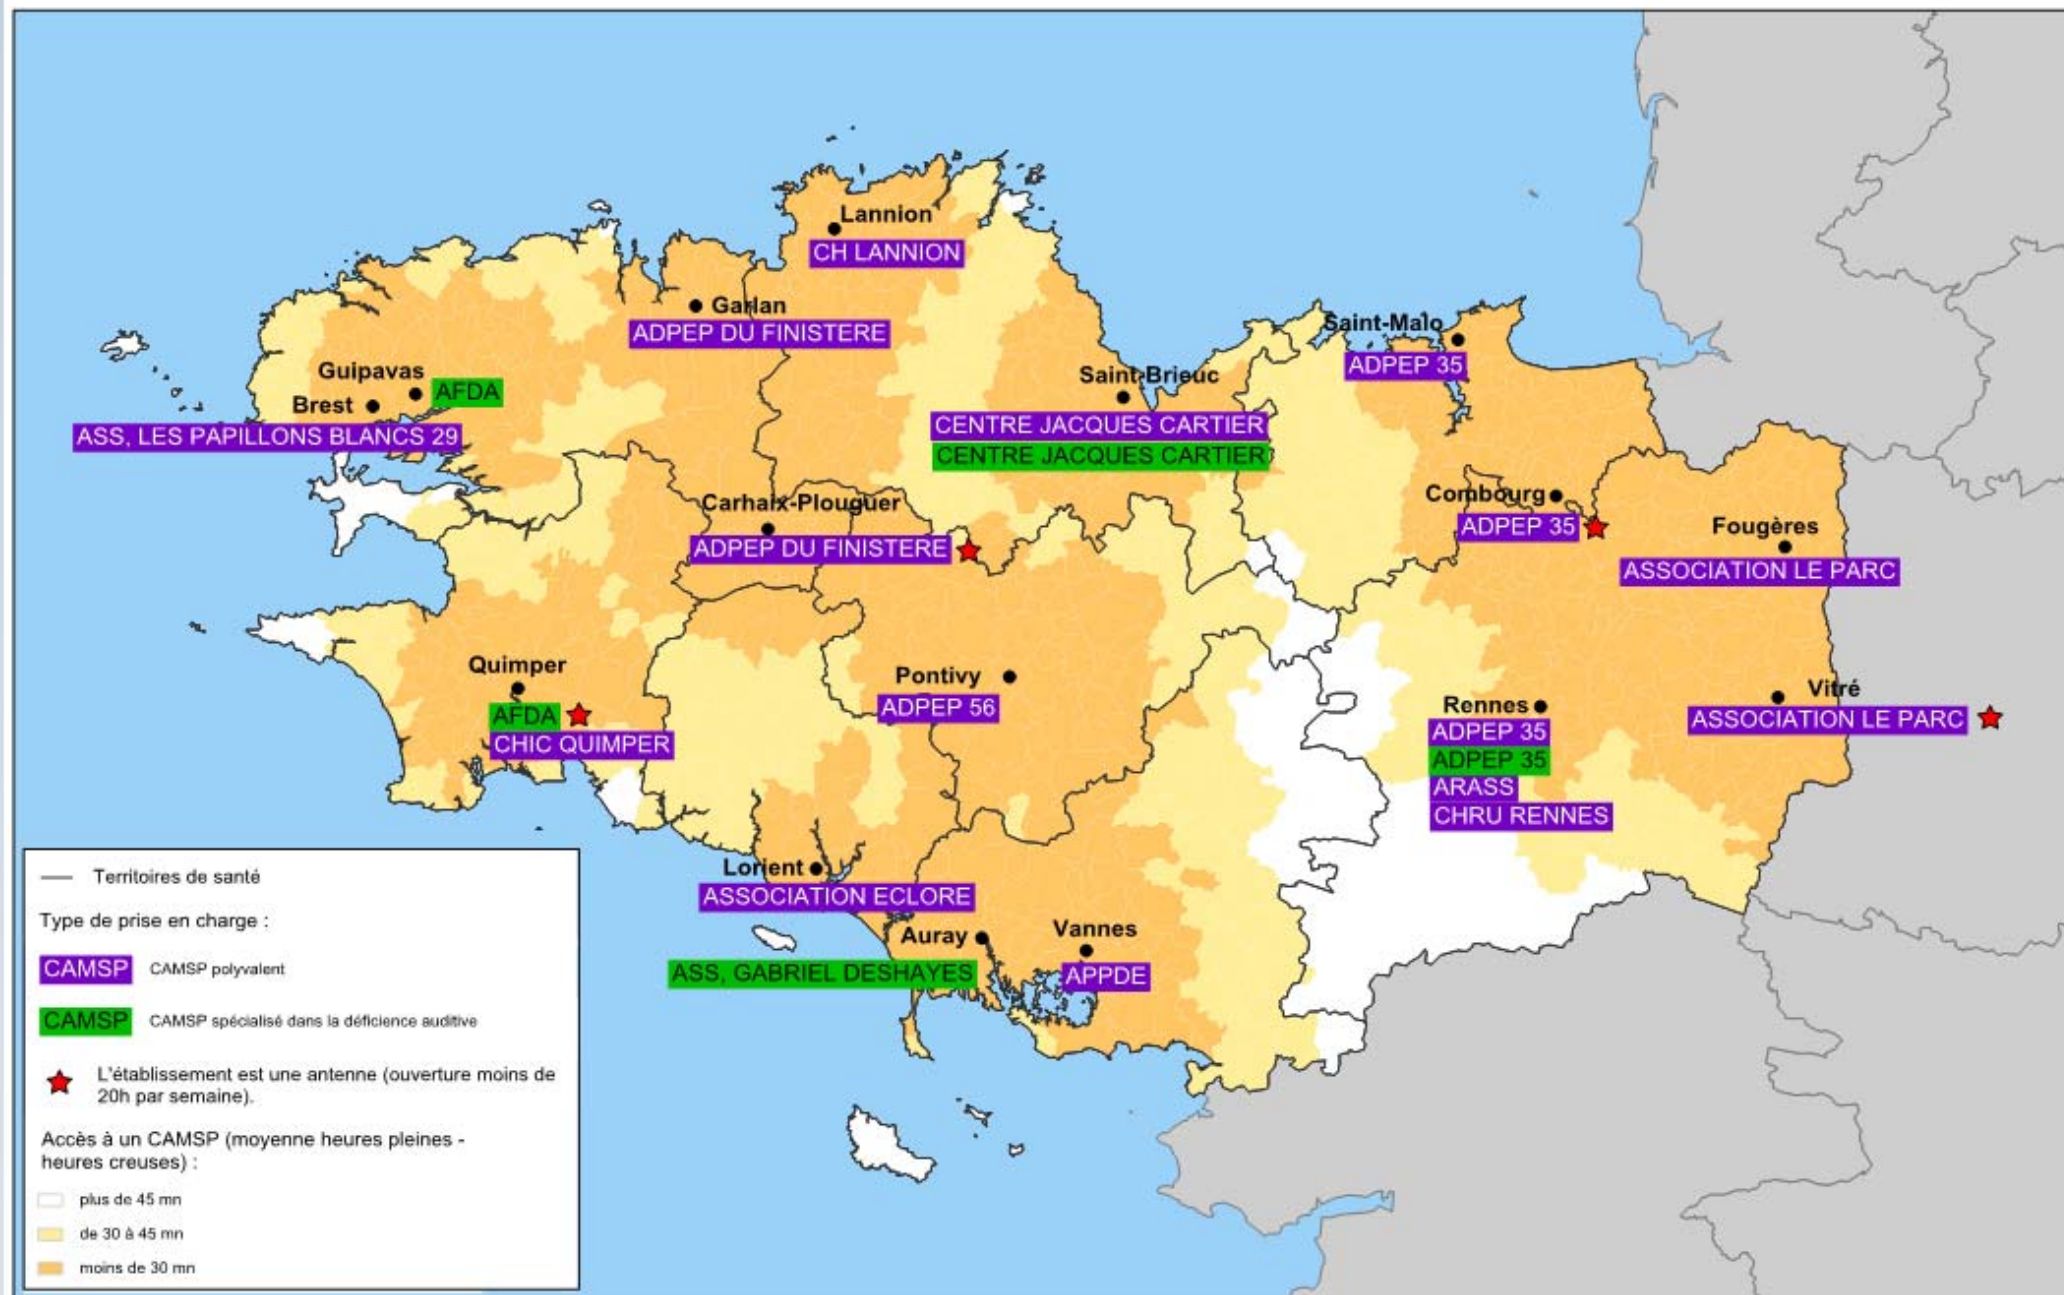 Lannion
CH LANNION
Garlan
ADPEP DU FINISTERE
Saint-Malo
ADPEP 35
Guipavas
AFDA
Brest
ASS, LES PAPILLONS BLANCS 29
Saint-Brieuc
CENTRE JACQUES CARTIER
CENTRE JACQUES CARTIER
Carhaix-Plouguer
ADPEP DU FINISTERE
Combourg
ADPEP 35
Fougères
ASSOCIATION LE PARC
Quimper
AFDA
CHIC QUIMPER
Pontivy
ADPEP 56
Rennes
ADPEP 35
ADPEP 35
ARASS
CHRU RENNES
Vitré
ASSOCIATION LE PARC
Lorient
ASSOCIATION ECLORE
Auray
ASS, GABRIEL DESHAYES
Vannes
APPDE
Territoires de santé
Type de prise en charge :
CAMSP CAMSP polyvalent
CAMSP CAMSP spécialisé dans la déficience auditive
L'établissement est une antenne (ouverture moins de
20h par semaine).
Accès à un CAMSP (moyenne heures pleines -
heures creuses) :
plus de 45 mn
de 30 à 45 mn
moins de 30 mn